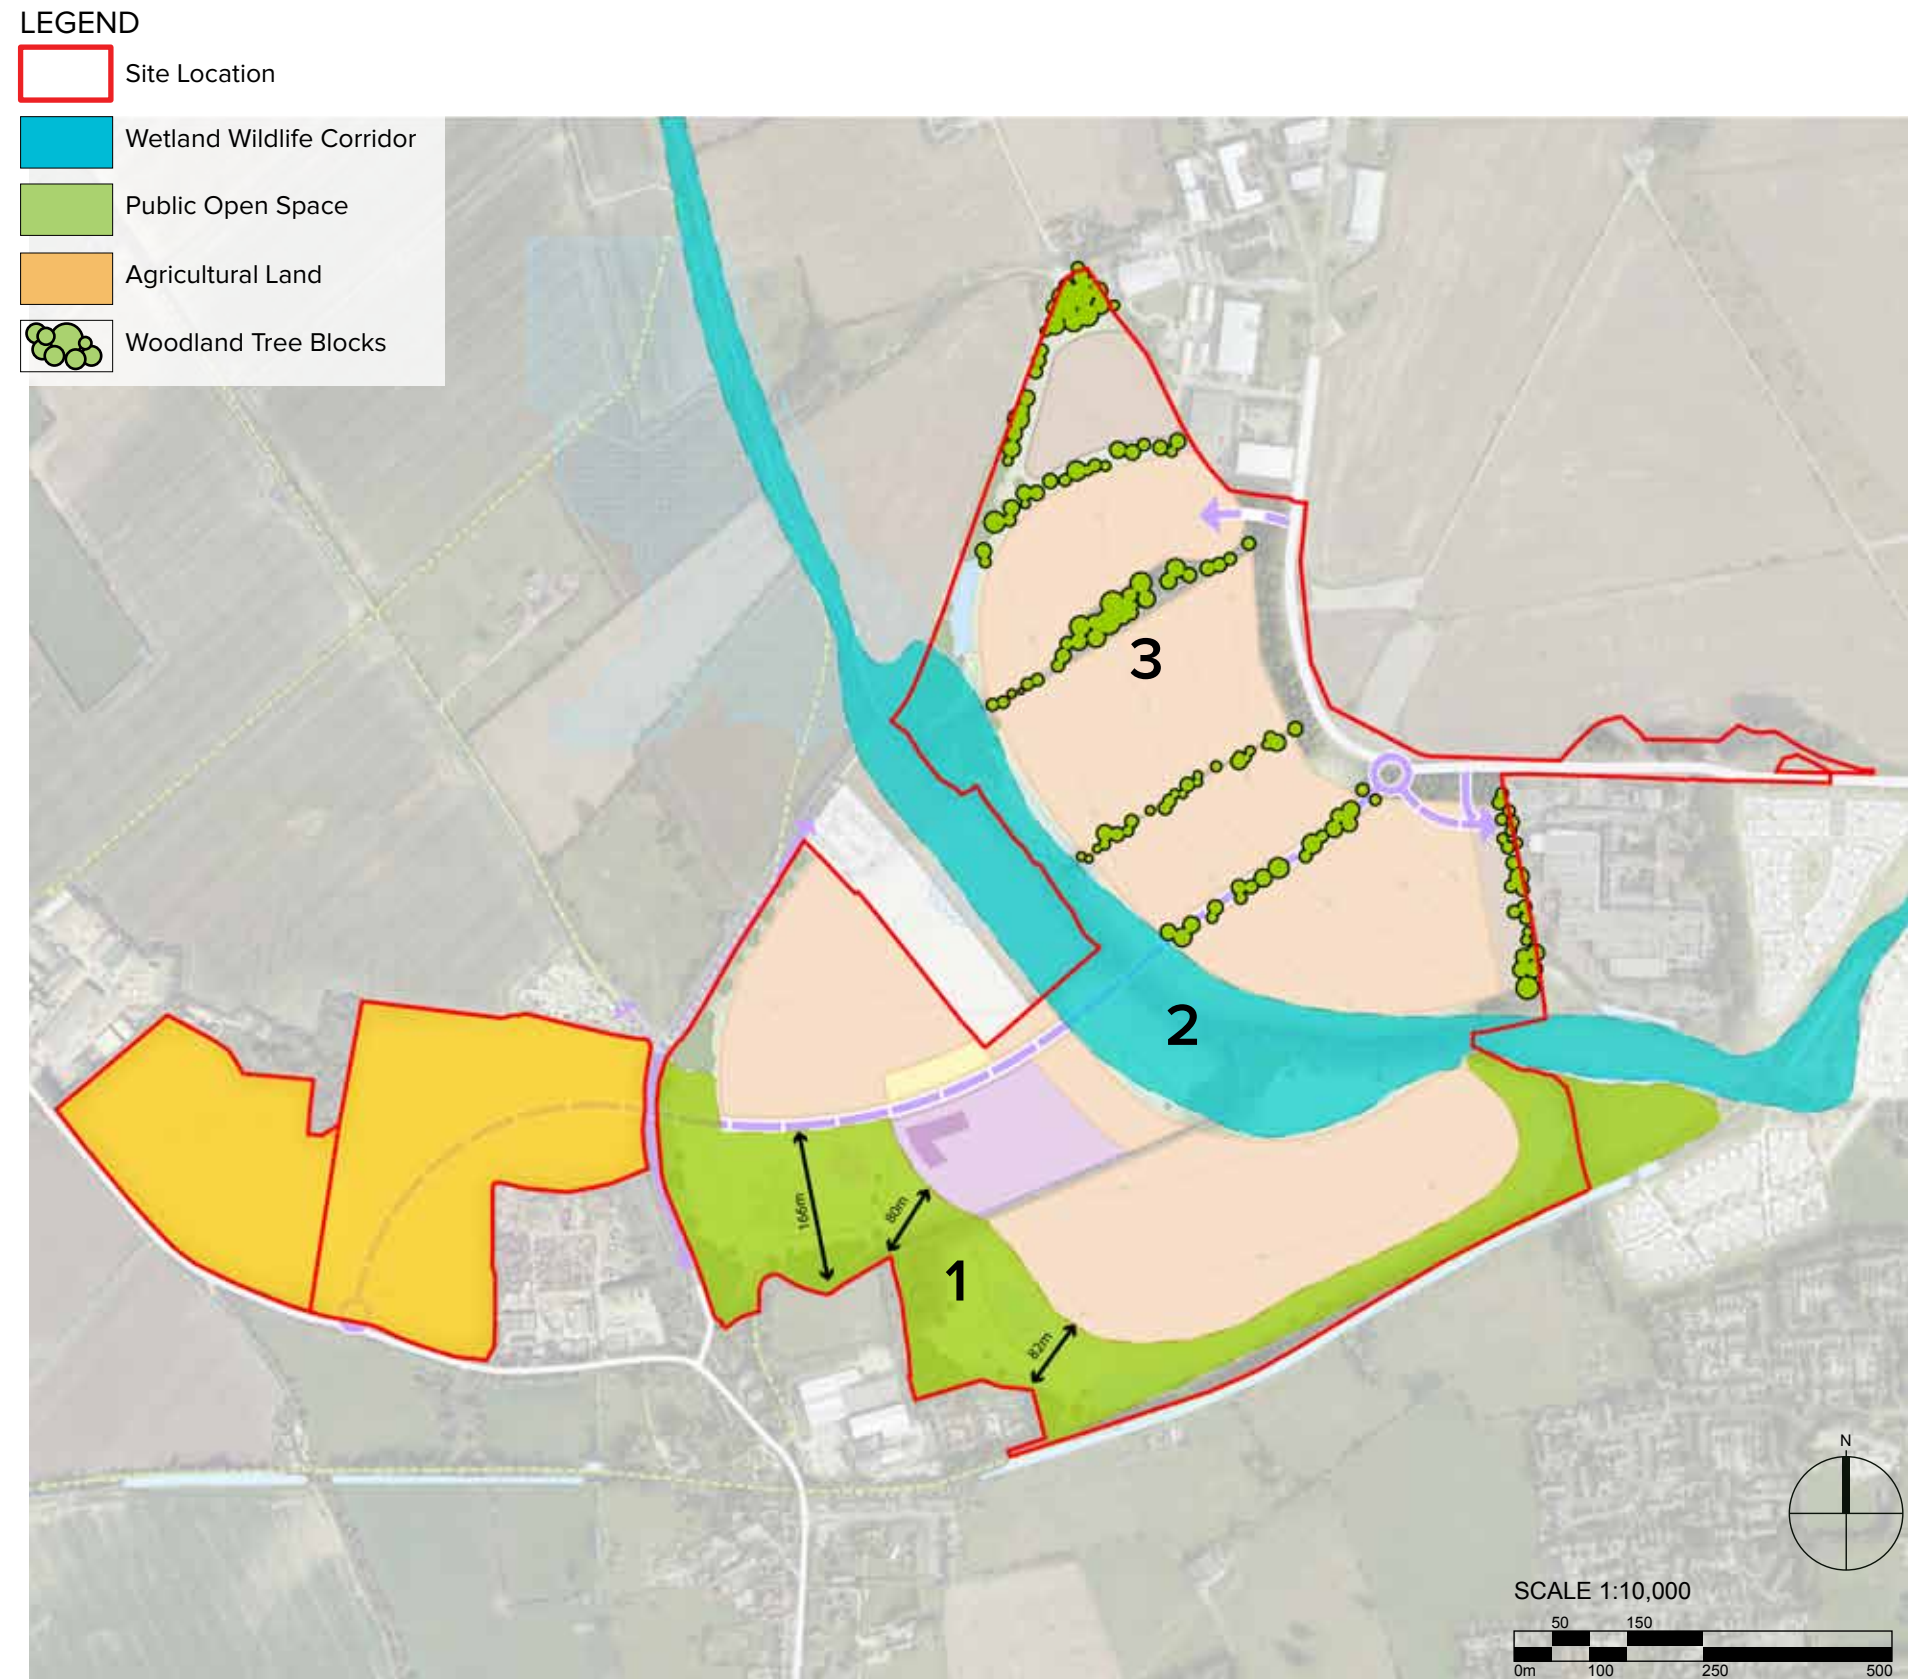 LEGEND
Site Location
Wetland Wildlife Corridor
Public Open Space
Agricultural Land
Woodland Tree Blocks
3
2
166m
80m
1
82m
N
SCALE 1:10,000
50 150
0m 100 250 500